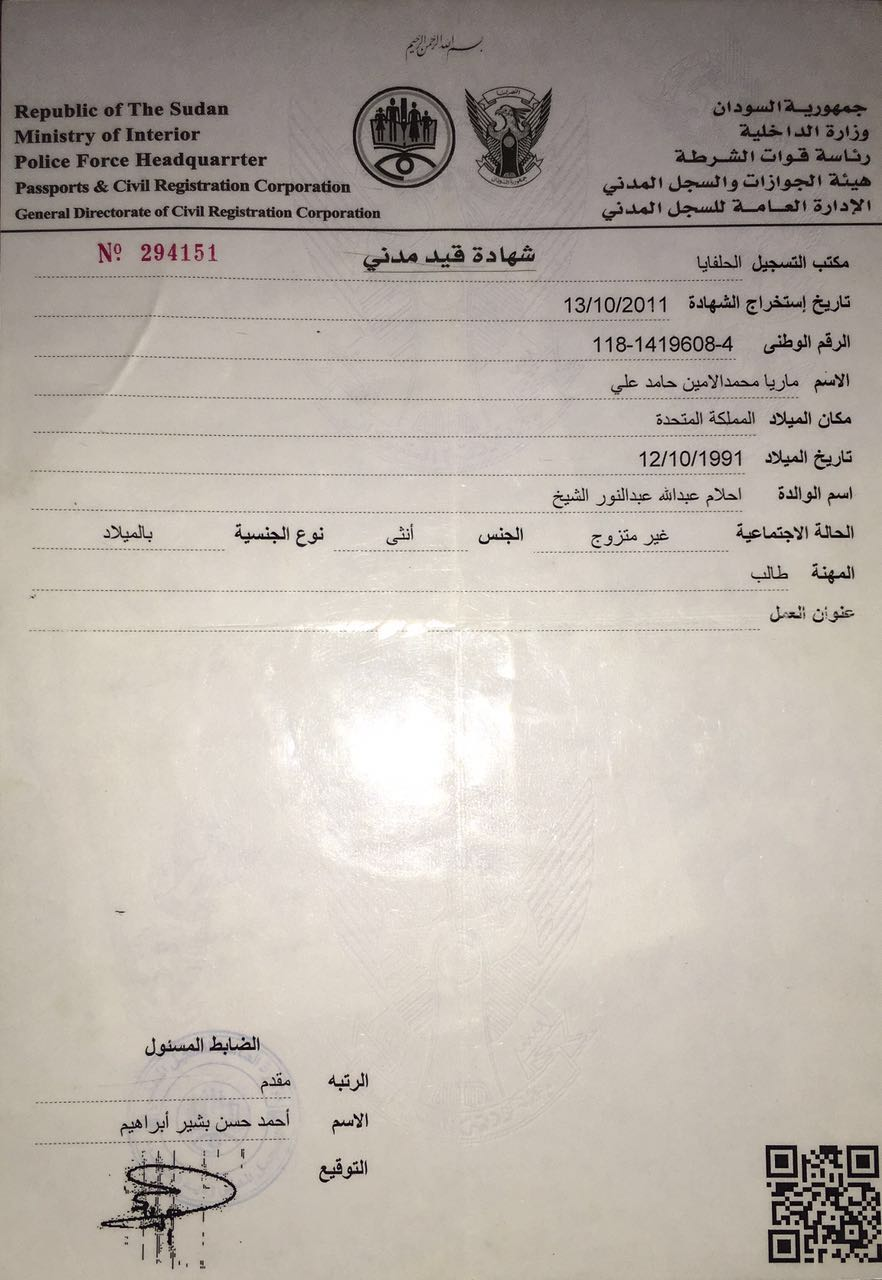 بسم الله الرحمن الرحيم
Republic of The Sudan
Ministry of Interior
Police Force Headquarrter
Passports & Civil Registration Corporation
General Directorate of Civil Registration Corporation
جمهورية السودان
وزارة الداخلية
رئاسة قوات الشرطة
هيئة الجوازات والسجل المدني
الإدارة العامة للسجل المدني
Nº 294151
شهادة قيد مدني
مكتب التسجيل الحلفايا
تاريخ إستخراج الشهادة 13/10/2011
الرقم الوطنى 118-1419608-4
الاسم ماريا محمدالامين حامد علي
مكان الميلاد المملكة المتحدة
تاريخ الميلاد 12/10/1991
اسم الوالدة احلام عبدالله عبدالنور الشيخ
الحالة الاجتماعية غير متزوج الجنس أنثى نوع الجنسية بالميلاد
المهنة طالب
عنوان العمل
الضابط المسئول
الرتبه مقدم
الاسم أحمد حسن بشير أبراهيم
التوقيع